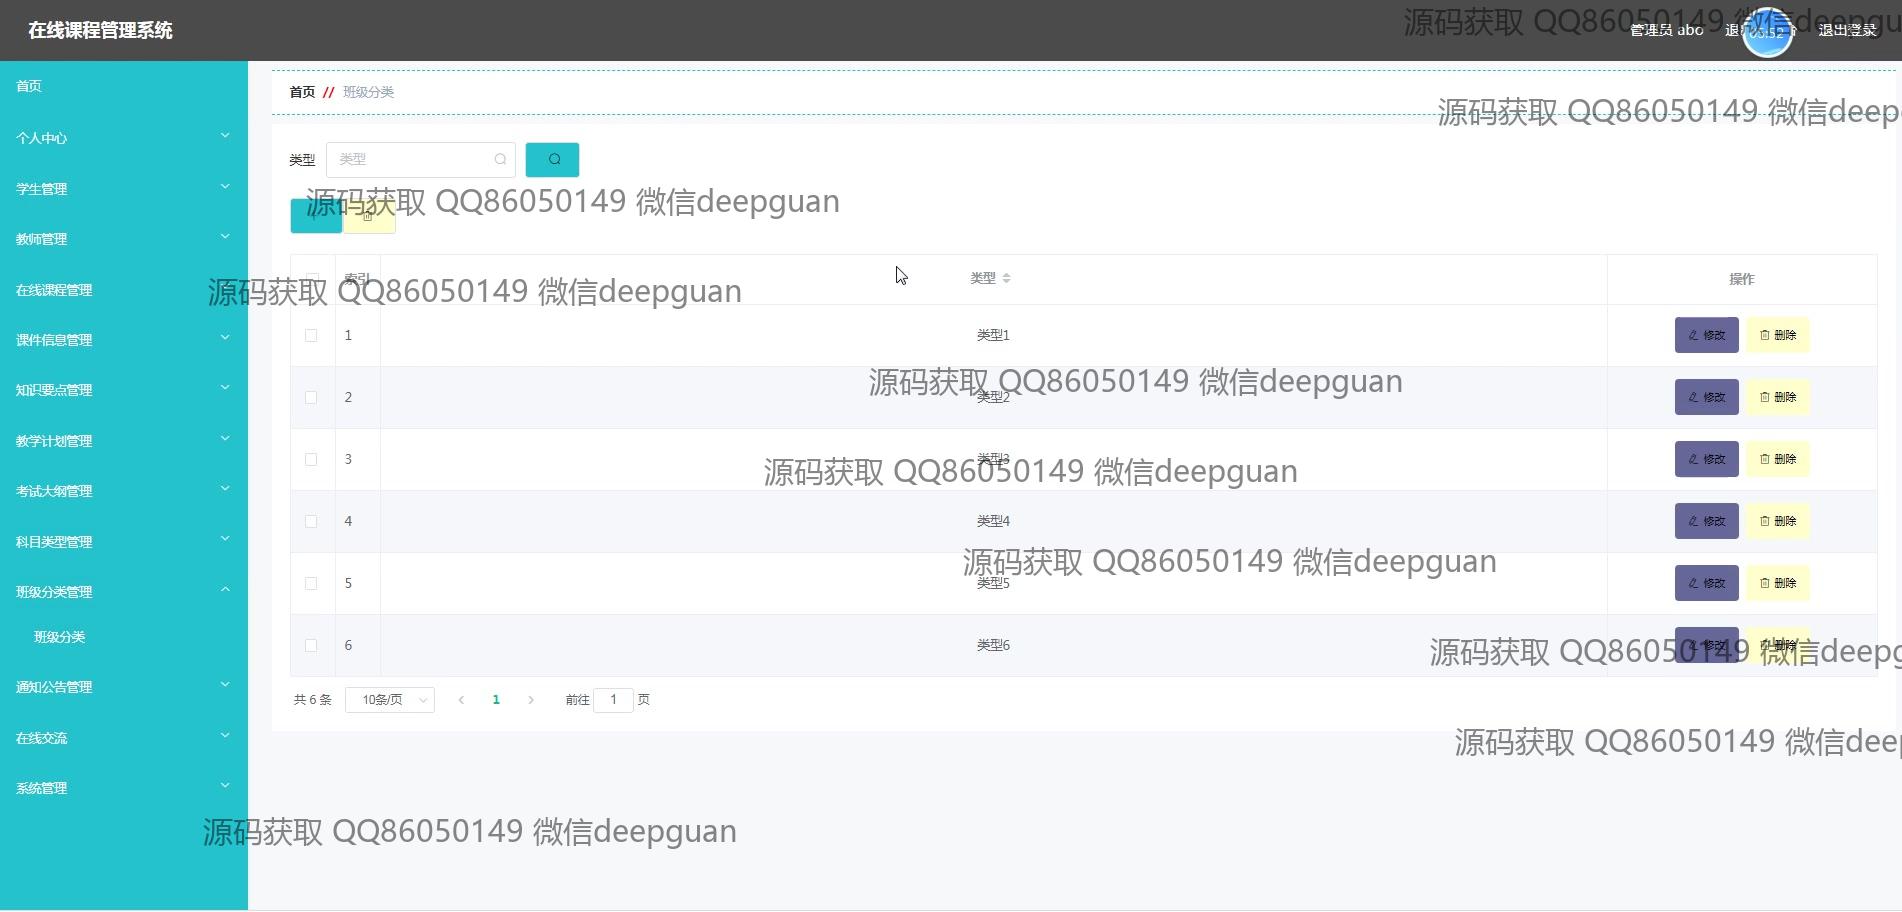 在线课程管理系统
管理员 abo
退出登录
源码获取 QQ86050149 微信deepgu
首页
个人中心
学生管理
教师管理
在线课程管理
课件信息管理
知识要点管理
教学计划管理
考试大纲管理
科目类型管理
班级分类管理
班级分类
通知公告管理
在线交流
系统管理
首页 // 班级分类
源码获取 QQ86050149 微信deep
类型 类型
源码获取 QQ86050149 微信deepguan
索引 类型 操作
源码获取 QQ86050149 微信deepguan
1 类型1 修改 删除
源码获取 QQ86050149 微信deepguan
2 类型2 修改 删除
3 类型3 修改 删除
源码获取 QQ86050149 微信deepguan
4 类型4 修改 删除
源码获取 QQ86050149 微信deepguan
5 类型5 修改 删除
6 类型6 修改 删除
源码获取 QQ86050149 微信deepg
共 6 条 10条/页 1 前往 1 页
源码获取 QQ86050149 微信deep
源码获取 QQ86050149 微信deepguan